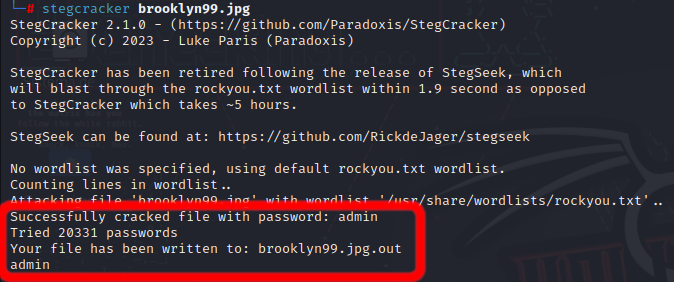 └─# stegcracker brooklyn99.jpg
StegCracker 2.1.0 - (https://github.com/Paradoxis/StegCracker)
Copyright (c) 2023 - Luke Paris (Paradoxis)
StegCracker has been retired following the release of StegSeek, which
will blast through the rockyou.txt wordlist within 1.9 second as opposed
to StegCracker which takes ~5 hours.
StegSeek can be found at: https://github.com/RickdeJager/stegseek
No wordlist was specified, using default rockyou.txt wordlist.
Counting lines in wordlist..
Attacking file 'brooklyn99.jpg' with wordlist '/usr/share/wordlists/rockyou.txt'..
Successfully cracked file with password: admin
Tried 20331 passwords
Your file has been written to: brooklyn99.jpg.out
admin